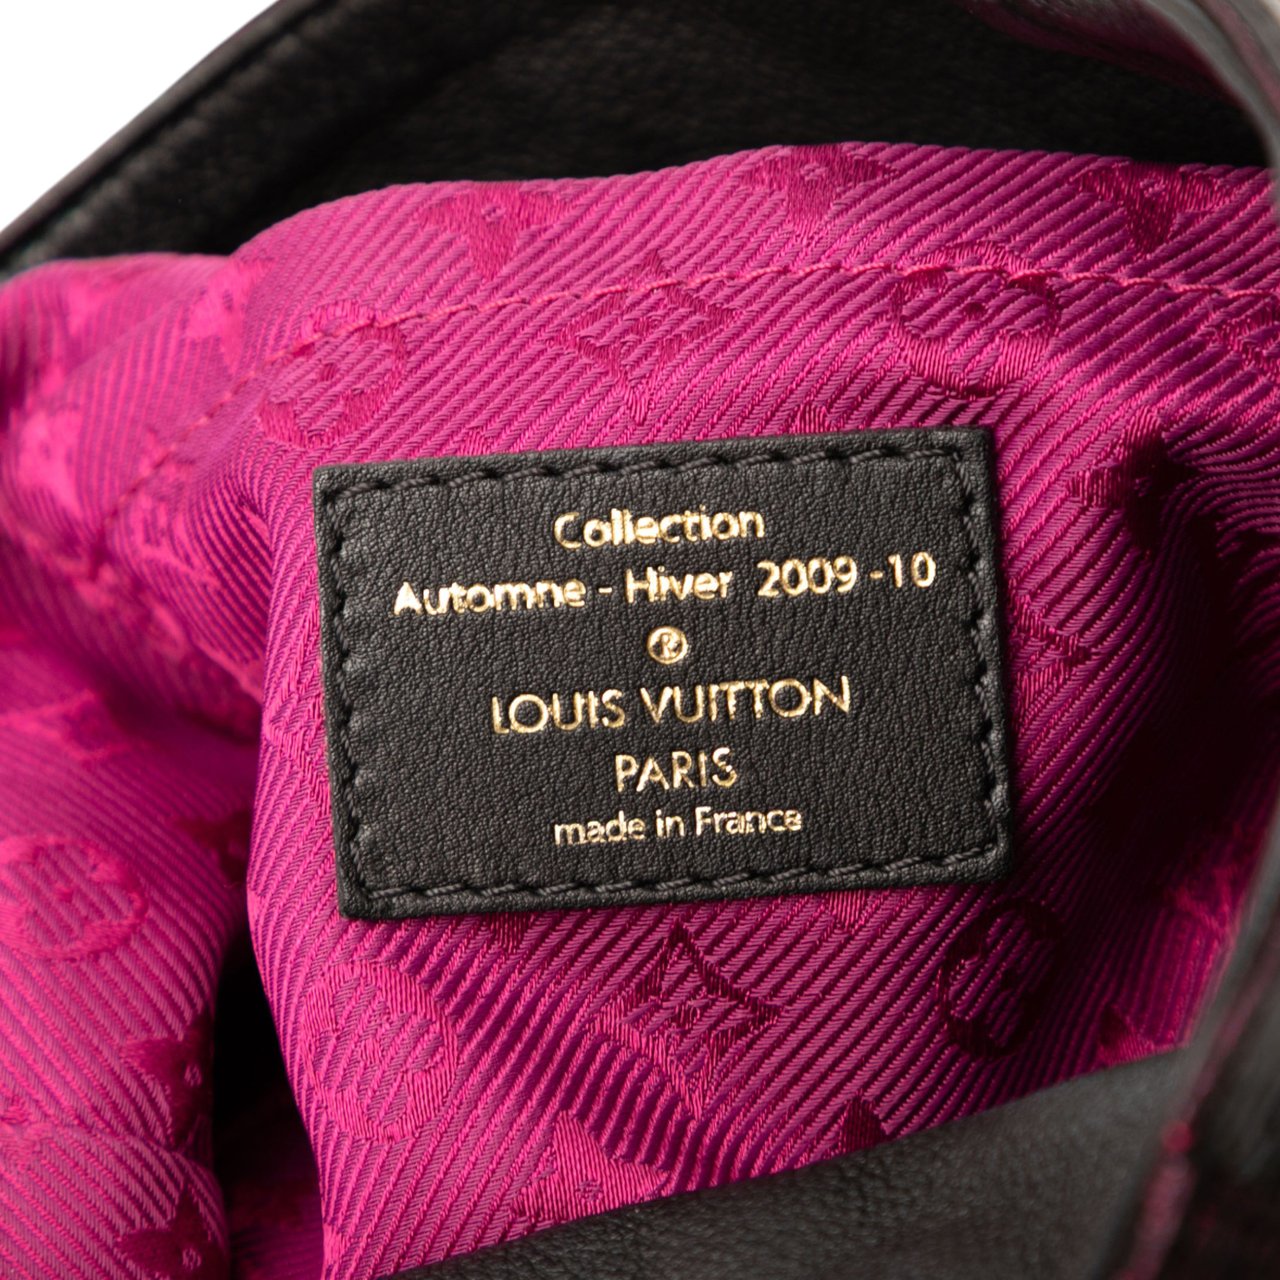 Collection
Automne - Hiver 2009 -10
®
LOUIS VUITTON
PARIS
made in France